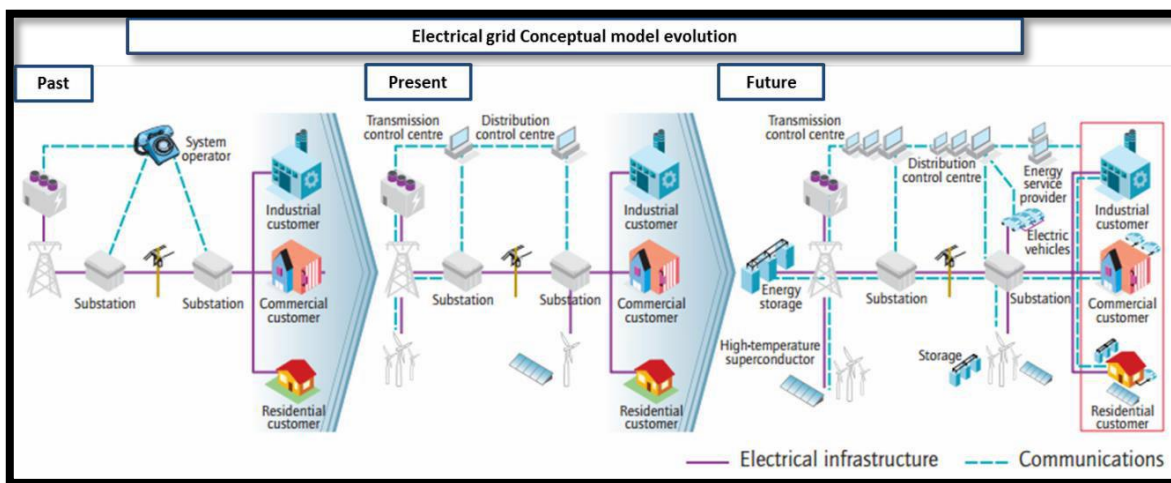 Electrical grid Conceptual model evolution
Past
System
operator
Substation
Substation
Industrial
customer
Commercial
customer
Residential
customer
Present
Transmission
control centre
Distribution
control centre
Substation
Substation
Industrial
customer
Commercial
customer
Residential
customer
Future
Transmission
control centre
Distribution
control centre
Energy
service
provider
Electric
vehicles
Energy
storage
Substation
Substation
High-temperature
superconductor
Storage
Industrial
customer
Commercial
customer
Residential
customer
Electrical infrastructure
Communications